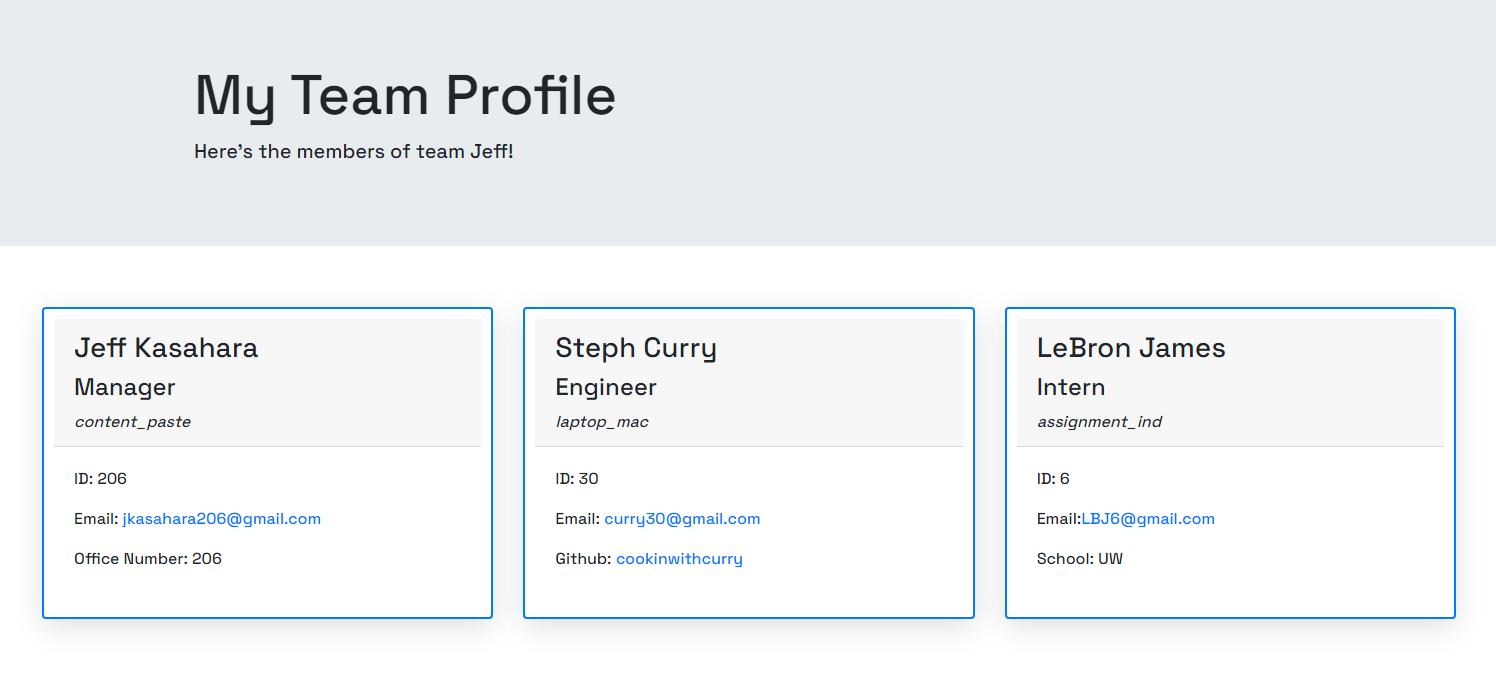 My Team Profile
Here's the members of team Jeff!
Jeff Kasahara
Manager
content_paste
ID: 206
Email: jkasahara206@gmail.com
Office Number: 206
Steph Curry
Engineer
laptop_mac
ID: 30
Email: curry30@gmail.com
Github: cookinwithcurry
LeBron James
Intern
assignment_ind
ID: 6
Email:LBJ6@gmail.com
School: UW